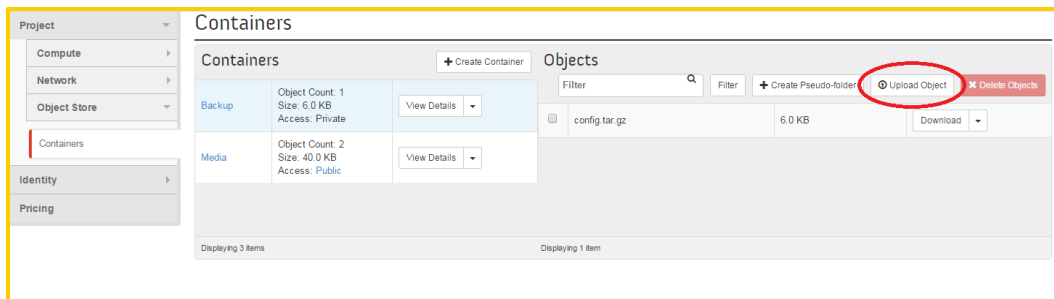 Project
Compute
Network
Object Store
Containers
Identity
Pricing
Containers
Containers
Create Container
Backup
Object Count: 1
Size: 6.0 KB
Access: Private
View Details
Media
Object Count: 2
Size: 40.0 KB
Access: Public
View Details
Displaying 3 items
Objects
Filter
Filter
Create Pseudo-folder
Upload Object
Delete Objects
config.tar.gz
6.0 KB
Download
Displaying 1 item